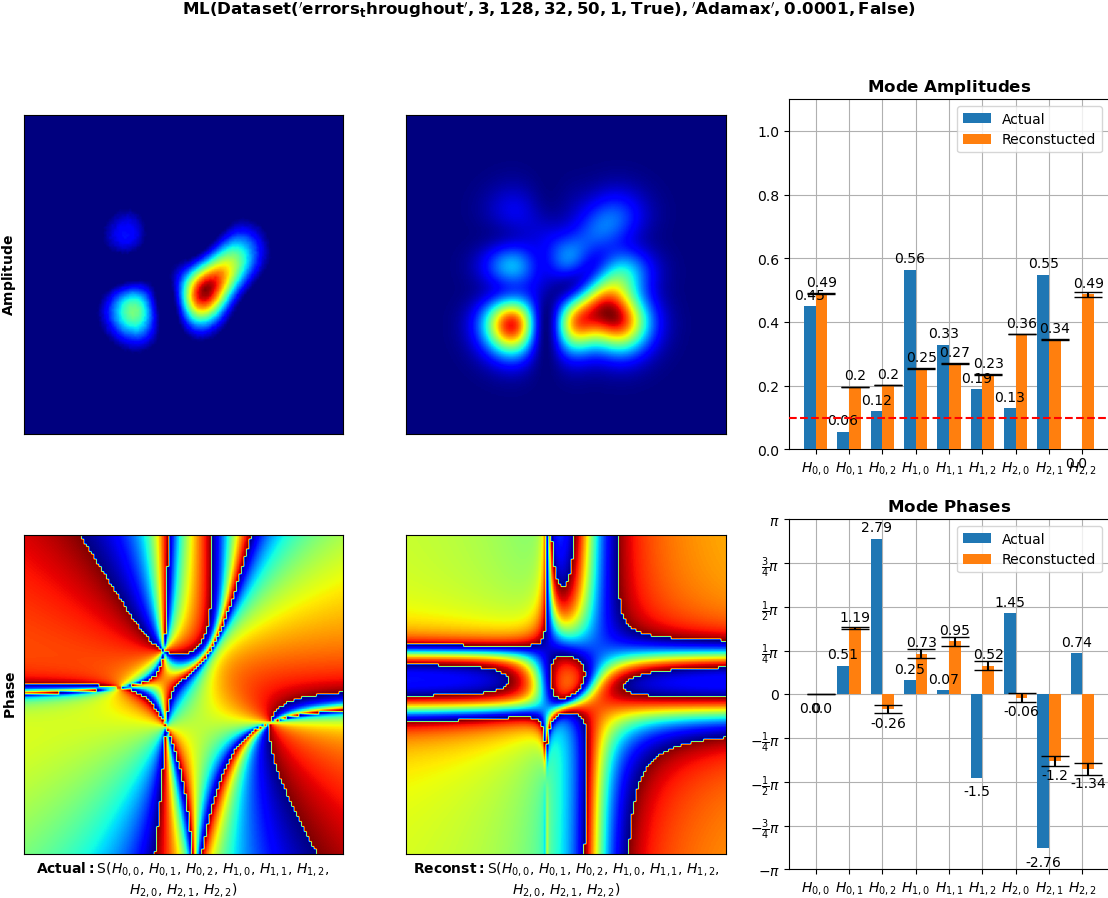 ML(Dataset('errors_throughout', 3, 128, 32, 50, 1, True), 'Adamax', 0.0001, False)
Amplitude
Mode Amplitudes
Actual
Reconstucted
1.0
0.8
0.6
0.4
0.2
0.0
0.45
0.49
0.06
0.2
0.12
0.2
0.56
0.25
0.33
0.27
0.19
0.23
0.13
0.36
0.55
0.34
0.0
0.49
H0,0 H0,1 H0,2 H1,0 H1,1 H1,2 H2,0 H2,1 H2,2
Phase
Actual: S(H0,0, H0,1, H0,2, H1,0, H1,1, H1,2,
H2,0, H2,1, H2,2)
Reconst: S(H0,0, H0,1, H0,2, H1,0, H1,1, H1,2,
H2,0, H2,1, H2,2)
Mode Phases
Actual
Reconstucted
π
3/4π
1/2π
1/4π
0
−1/4π
−1/2π
−3/4π
−π
0.0
0.0
0.51
1.19
2.79
-0.26
0.25
0.73
0.07
0.95
-1.5
0.52
1.45
-0.06
-2.76
-1.2
0.74
-1.34
H0,0 H0,1 H0,2 H1,0 H1,1 H1,2 H2,0 H2,1 H2,2